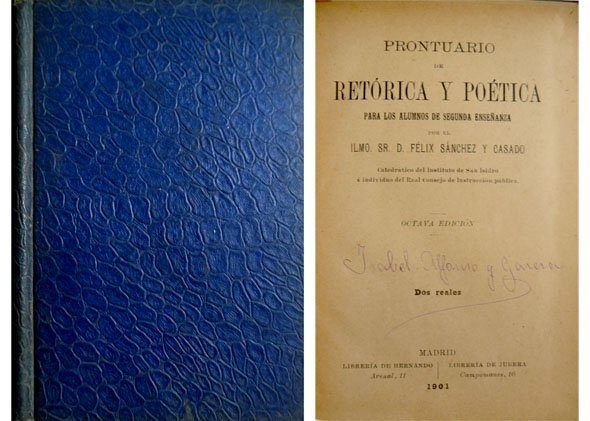 PRONTUARIO
DE
RETÓRICA Y POÉTICA
PARA LOS ALUMNOS DE SEGUNDA ENSEÑANZA
POR EL
ILMO. SR. D. FÉLIX SÁNCHEZ Y CASADO
Catedrático del Instituto de San Isidro
é individuo del Real Consejo de Instrucción pública.
OCTAVA EDICIÓN
Isabel Alfonso y
Dos reales
MADRID
LIBRERÍA DE HERNANDO
Arenal, 11
LIBRERÍA DE JUBERA
Campomanes, 10
1901